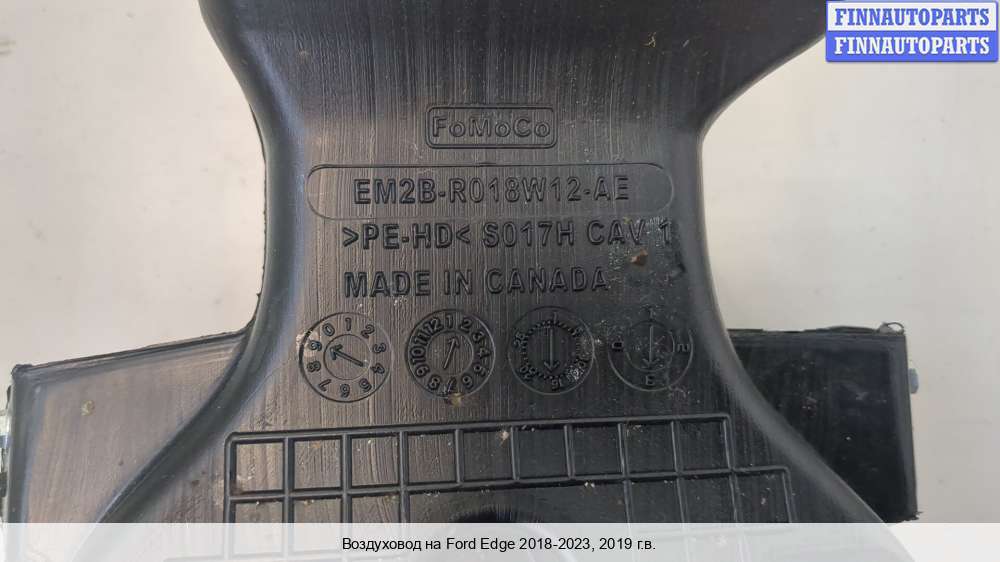 FINNAUTOPARTS
FINNAUTOPARTS
FoMoCo
EM2B-R018W12-AE
>PE-HD< S017H CAV 1
MADE IN CANADA
Воздуховод на Ford Edge 2018-2023, 2019 г.в.